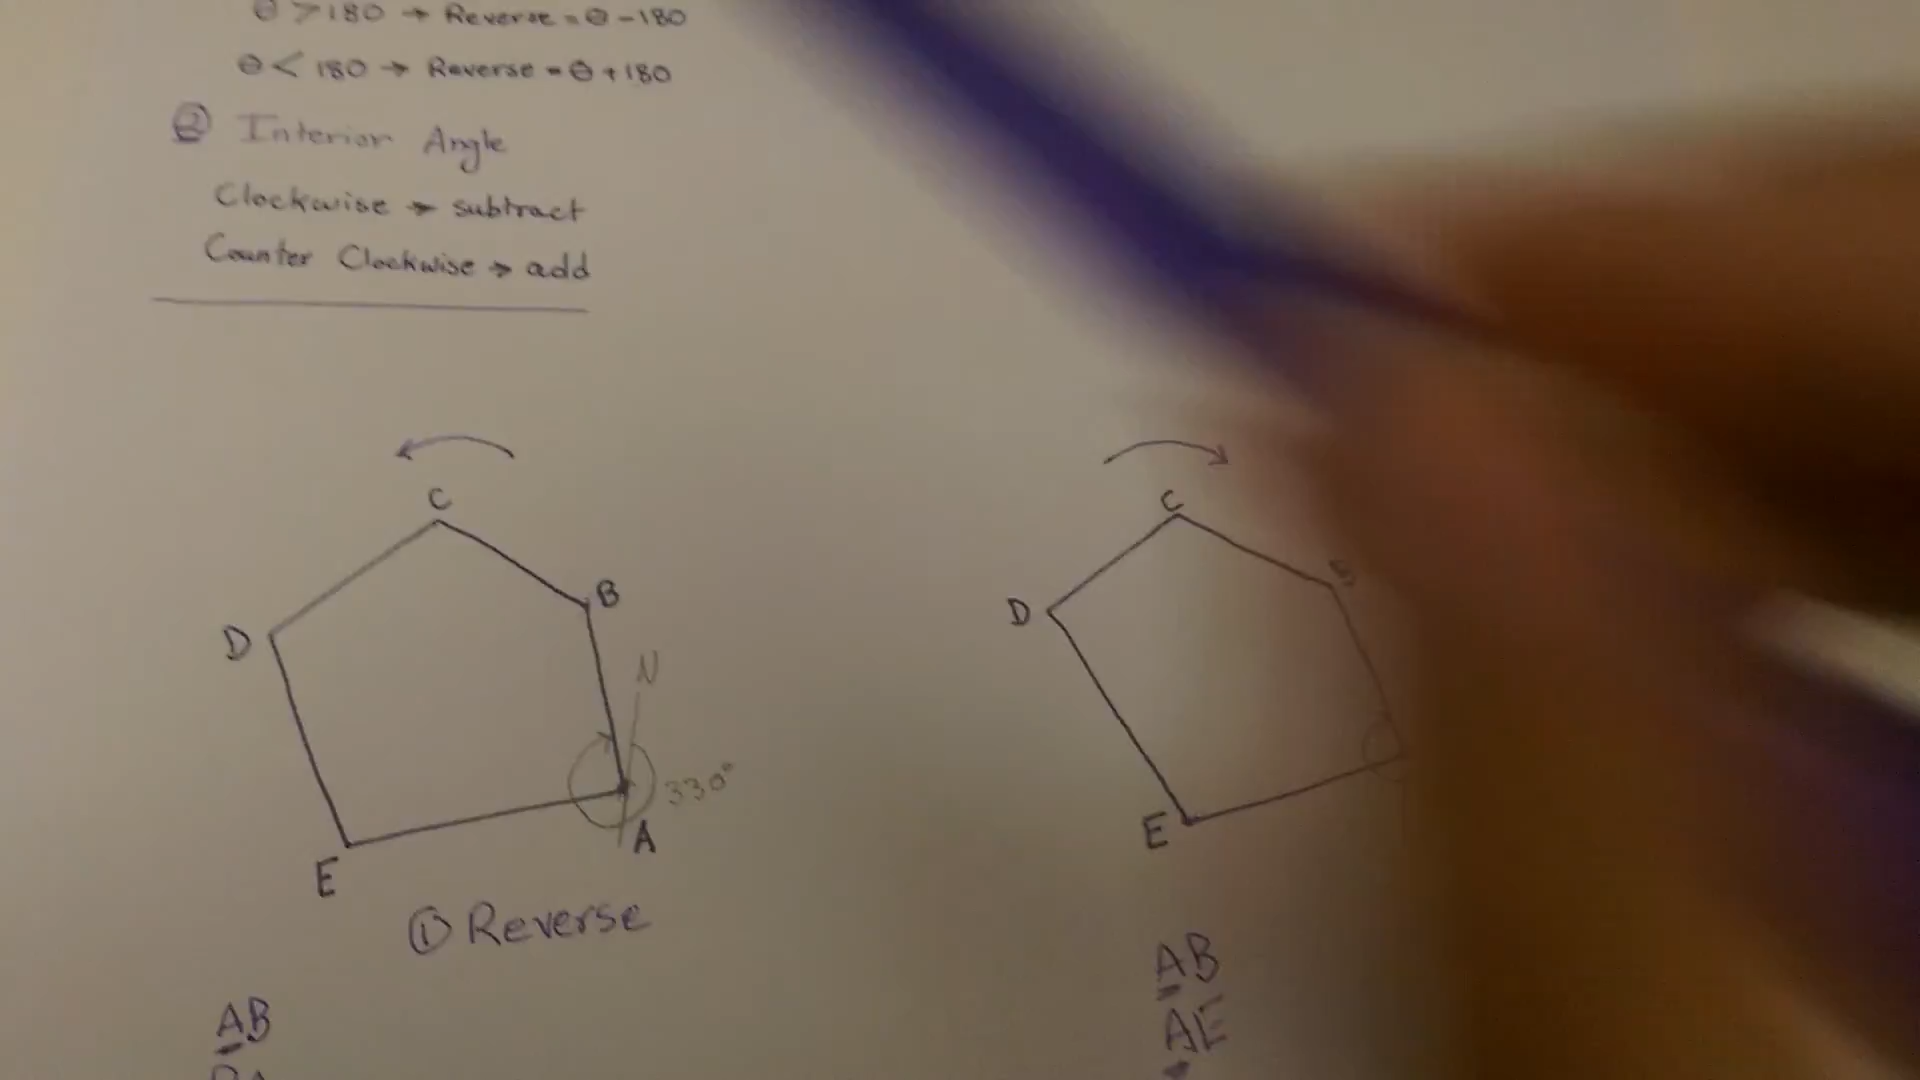 θ > 180 → Reverse = θ - 180
θ < 180 → Reverse = θ + 180
② Interior Angle
Clockwise → subtract
Counter Clockwise → add
C
B
D
N
330°
A
E
① Reverse
AB
C
D
E
AB
AE